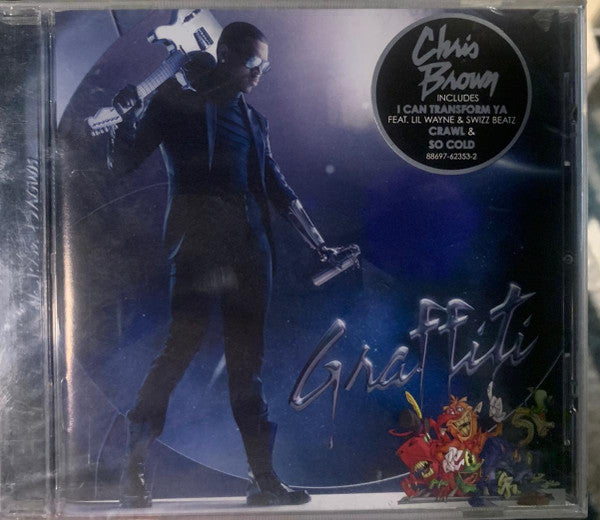 Chris
Brown
INCLUDES
I CAN TRANSFORM YA
FEAT. LIL WAYNE & SWIZZ BEATZ
CRAWL &
SO COLD
88697-62353-2
Graffiti